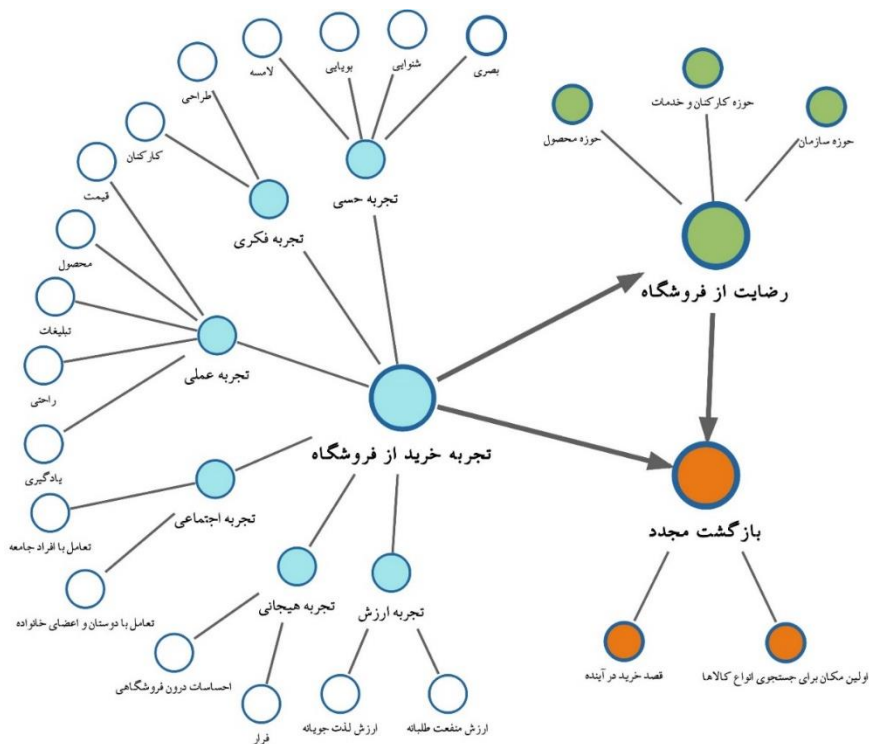 بصری
شنوایی
بویایی
لامسه
طراحی
کارکنان
قیمت
محصول
تبلیغات
راحتی
یادگیری
تجربه حسی
تجربه فکری
تجربه عملی
تجربه خرید از فروشگاه
حوزه کارکنان و خدمات
حوزه سازمان
حوزه محصول
رضایت از فروشگاه
بازگشت مجدد
تجربه اجتماعی
تعامل با افراد جامعه
تعامل با دوستان و اعضای خانواده
تجربه هیجانی
تجربه ارزش
احساسات درون فروشگاهی
فرار
ارزش لذت جویانه
ارزش منفعت طلبانه
قصد خرید در آینده
اولین مکان برای جستجوی انواع کالاها